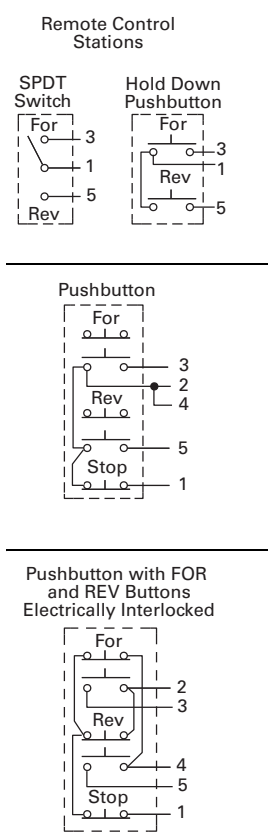 Remote Control
Stations
SPDT
Switch
For
3
1
5
Rev
Hold Down
Pushbutton
For
3
1
Rev
5
Pushbutton
For
3
2
4
Rev
5
Stop
1
Pushbutton with FOR
and REV Buttons
Electrically Interlocked
For
2
3
Rev
4
5
Stop
1